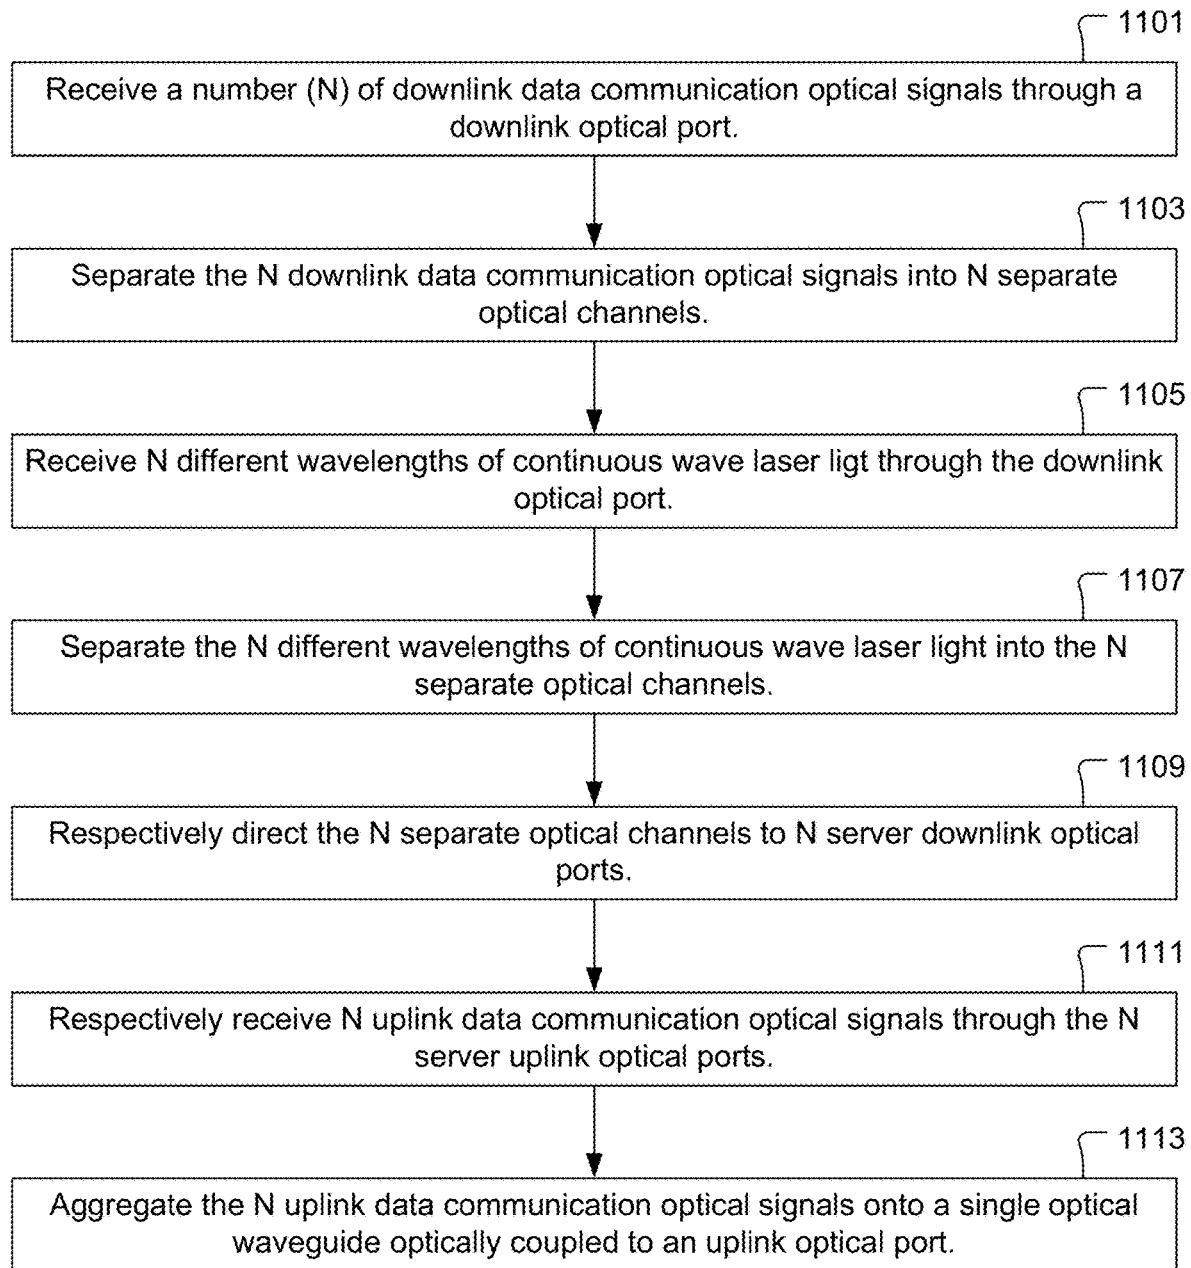 1101
Receive a number (N) of downlink data communication optical signals through a
downlink optical port.
1103
Separate the N downlink data communication optical signals into N separate
optical channels.
1105
Receive N different wavelengths of continuous wave laser ligt through the downlink
optical port.
1107
Separate the N different wavelengths of continuous wave laser light into the N
separate optical channels.
1109
Respectively direct the N separate optical channels to N server downlink optical
ports.
1111
Respectively receive N uplink data communication optical signals through the N
server uplink optical ports.
1113
Aggregate the N uplink data communication optical signals onto a single optical
waveguide optically coupled to an uplink optical port.